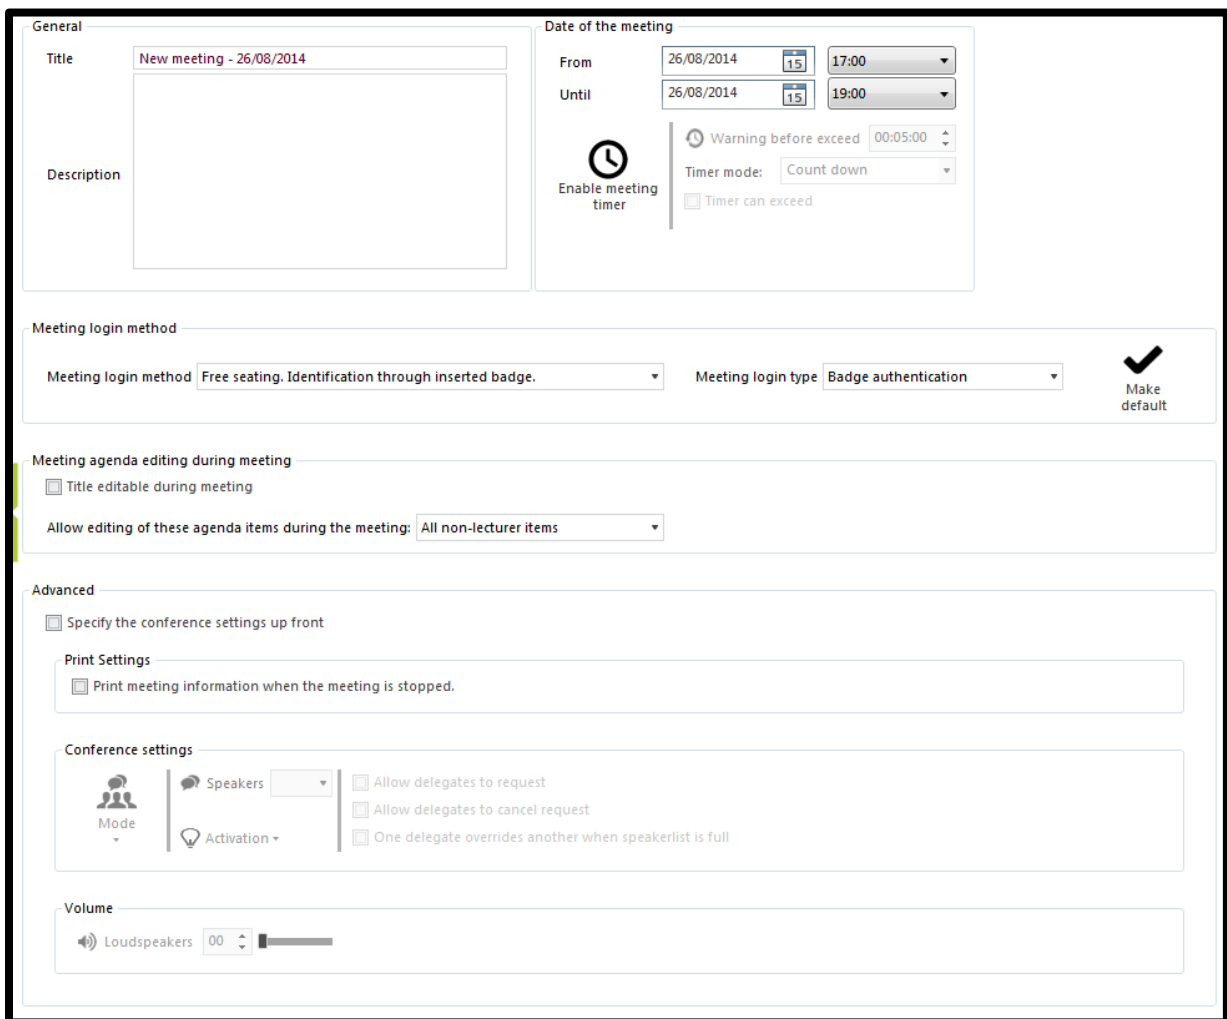 General
Title New meeting - 26/08/2014
Description
Date of the meeting
From 26/08/2014 15 17:00
Until 26/08/2014 15 19:00
Enable meeting
timer
Warning before exceed 00:05:00
Timer mode: Count down
Timer can exceed
Meeting login method
Meeting login method Free seating. Identification through inserted badge. Meeting login type Badge authentication
Make
default
Meeting agenda editing during meeting
Title editable during meeting
Allow editing of these agenda items during the meeting: All non-lecturer items
Advanced
Specify the conference settings up front
Print Settings
Print meeting information when the meeting is stopped.
Conference settings
Mode
Speakers
Activation
Allow delegates to request
Allow delegates to cancel request
One delegate overrides another when speakerlist is full
Volume
Loudspeakers 00